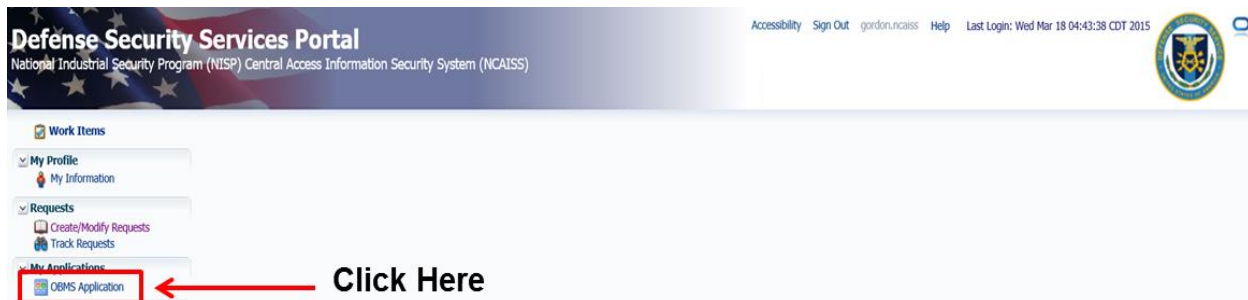 Accessibility Sign Out gordon.ncaiss Help Last Login: Wed Mar 18 04:43:38 CDT 2015
Defense Security Services Portal
National Industrial Security Program (NISP) Central Access Information Security System (NCAISS)
Work Items
My Profile
My Information
Requests
Create/Modify Requests
Track Requests
My Applications
OBMS Application
Click Here